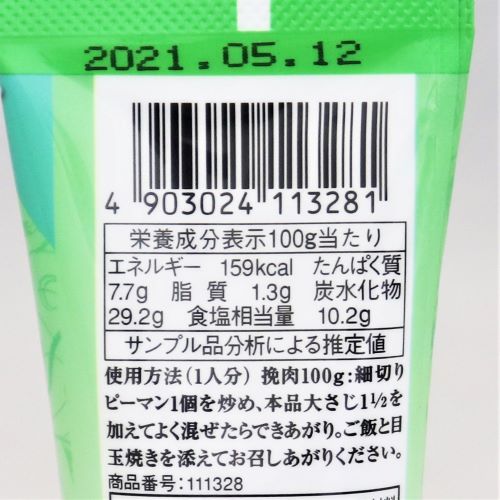 2021.05.12
4 903024 113281
栄養成分表示100g当たり
エネルギー 159kcal たんぱく質
7.7g 脂質 1.3g 炭水化物
29.2g 食塩相当量 10.2g
サンプル品分析による推定値
使用方法(1人分) 挽肉100g:細切り
ピーマン1個を炒め、本品大さじ1½を
加えてよく混ぜたらできあがり。ご飯と目
玉焼きを添えてお召しあがりください。
商品番号:111328